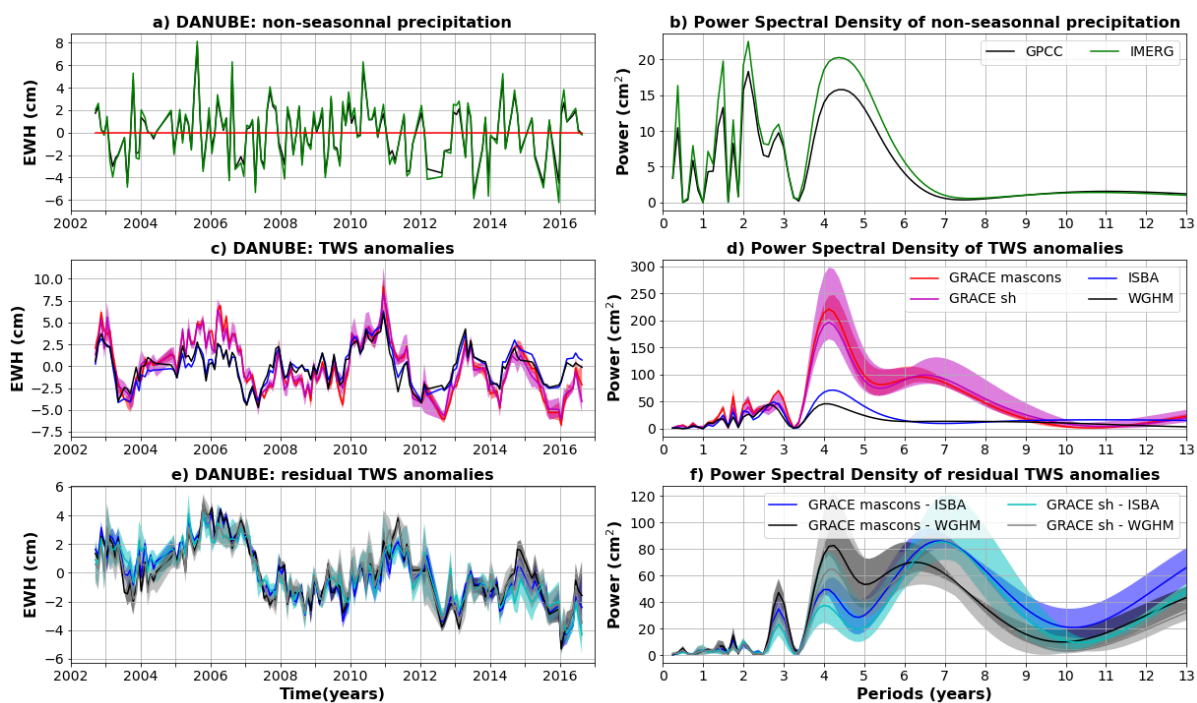 a) DANUBE: non-seasonnal precipitation
EWH (cm)
8
6
4
2
0
−2
−4
−6
2002 2004 2006 2008 2010 2012 2014 2016
b) Power Spectral Density of non-seasonnal precipitation
GPCC IMERG
Power (cm²)
20
15
10
5
0
0 1 2 3 4 5 6 7 8 9 10 11 12 13
c) DANUBE: TWS anomalies
EWH (cm)
10.0
7.5
5.0
2.5
0.0
−2.5
−5.0
−7.5
2002 2004 2006 2008 2010 2012 2014 2016
d) Power Spectral Density of TWS anomalies
GRACE mascons ISBA
GRACE sh WGHM
Power (cm²)
300
250
200
150
100
50
0
0 1 2 3 4 5 6 7 8 9 10 11 12 13
e) DANUBE: residual TWS anomalies
EWH (cm)
6
4
2
0
−2
−4
−6
2002 2004 2006 2008 2010 2012 2014 2016
Time(years)
f) Power Spectral Density of residual TWS anomalies
GRACE mascons - ISBA GRACE sh - ISBA
GRACE mascons - WGHM GRACE sh - WGHM
Power (cm²)
120
100
80
60
40
20
0
0 1 2 3 4 5 6 7 8 9 10 11 12 13
Periods (years)